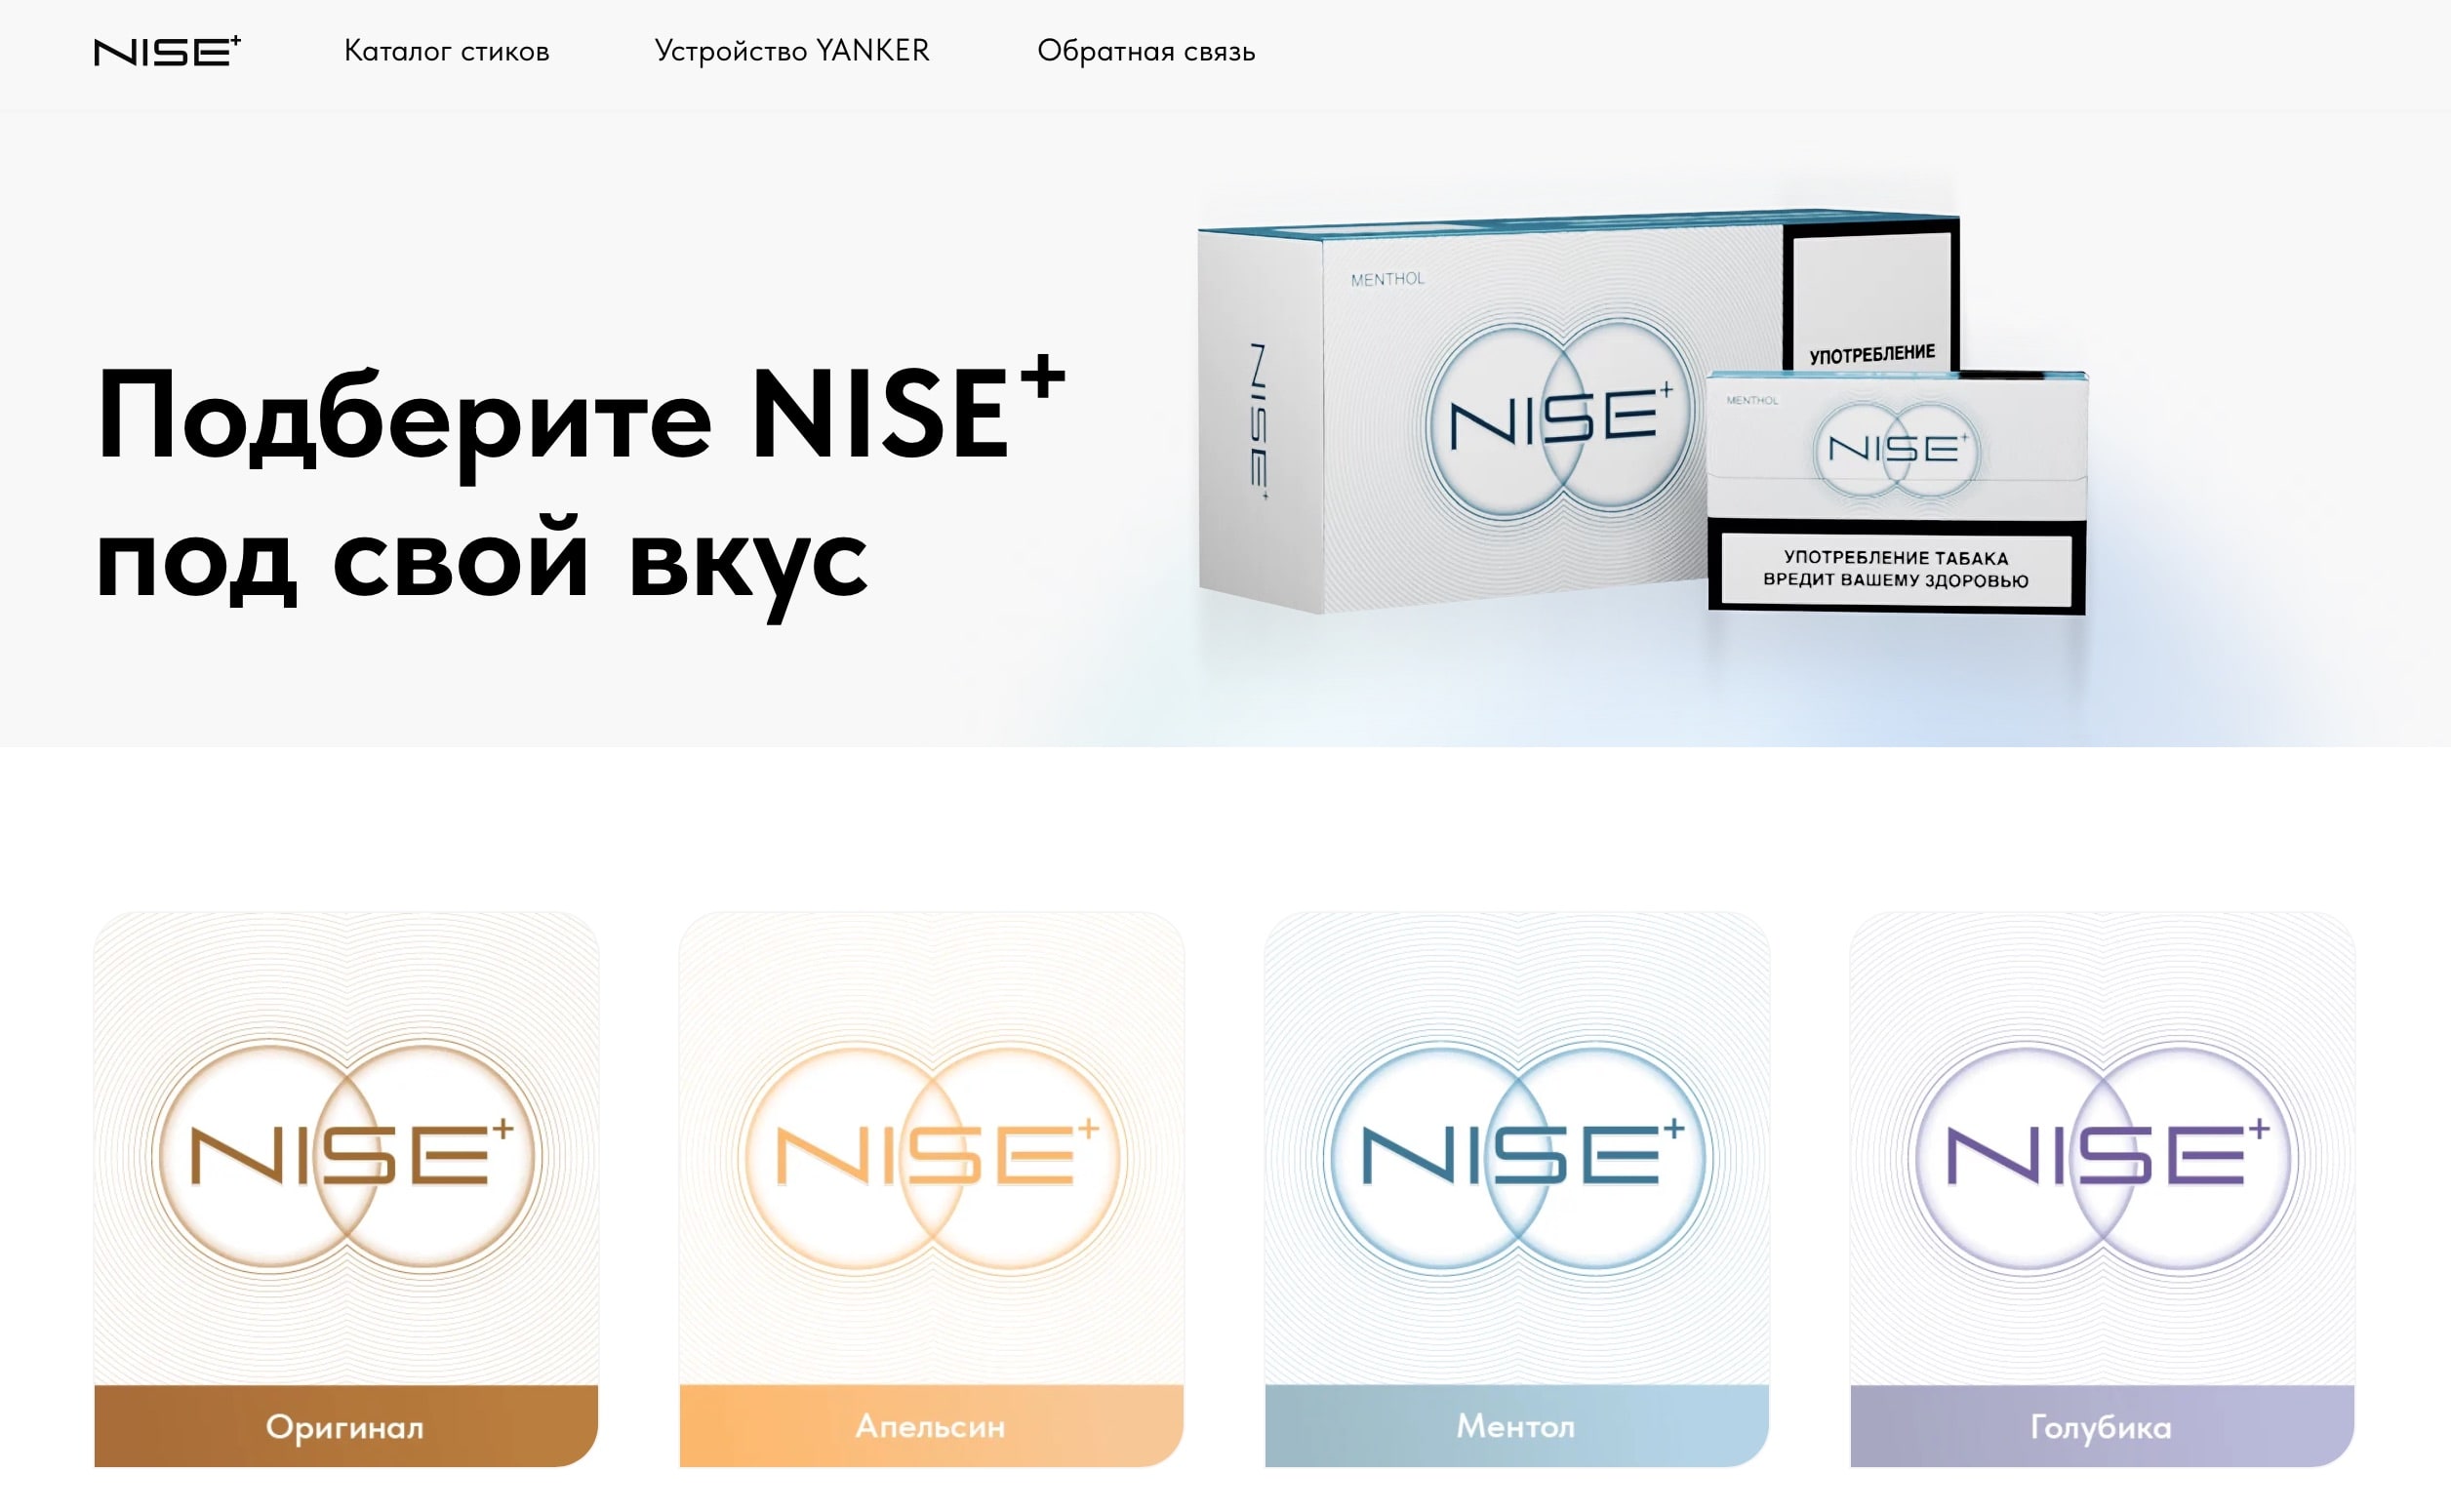 NISE+
Каталог стиков
Устройство YANKER
Обратная связь
Подберите NISE+
под свой вкус
MENTHOL
NISE+
NISE+
УПОТРЕБЛЕНИЕ
MENTHOL
NISE+
УПОТРЕБЛЕНИЕ ТАБАКА
ВРЕДИТ ВАШЕМУ ЗДОРОВЬЮ
NISE+
Оригинал
NISE+
Апельсин
NISE+
Ментол
NISE+
Голубика